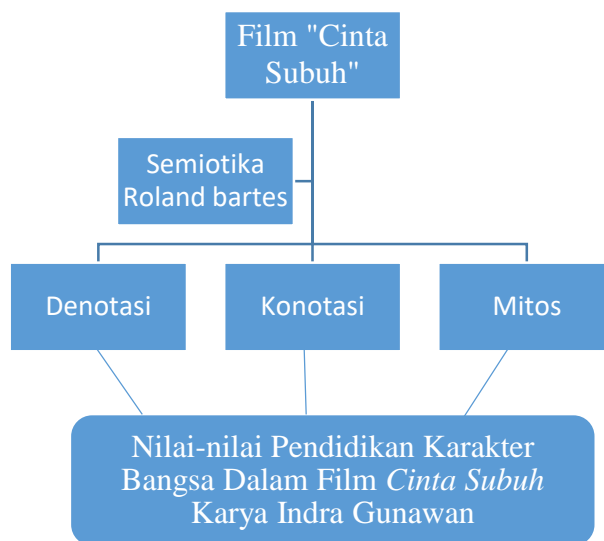 Film "Cinta
Subuh"
Semiotika
Roland bartes
Denotasi
Konotasi
Mitos
Nilai-nilai Pendidikan Karakter
Bangsa Dalam Film Cinta Subuh
Karya Indra Gunawan